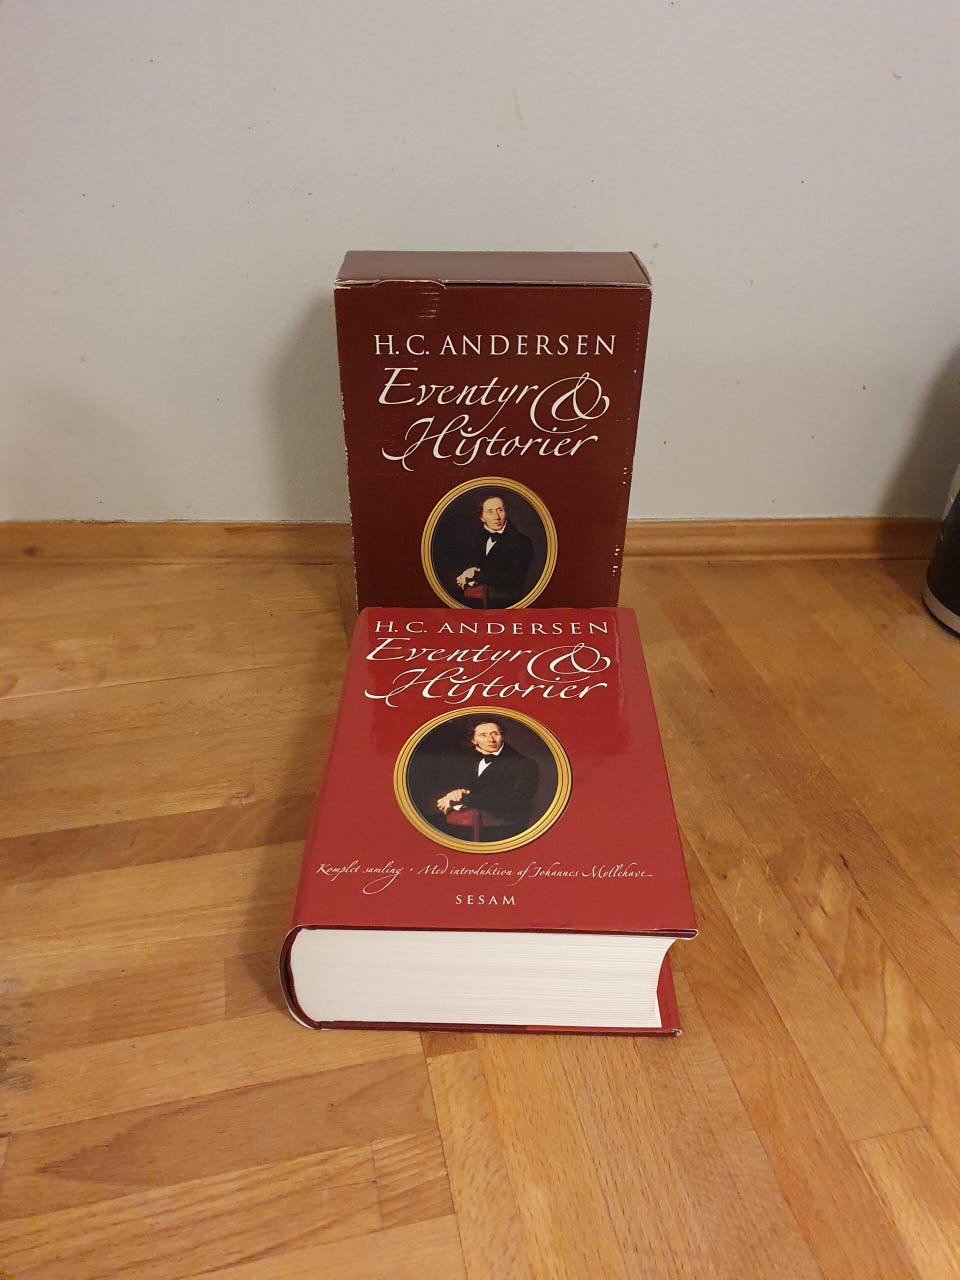 H. C. ANDERSEN
Eventyr &
Historier
H. C. ANDERSEN
Eventyr &
Historier
Komplet samling • Med introduktion af Johannes Møllehave
SESAM